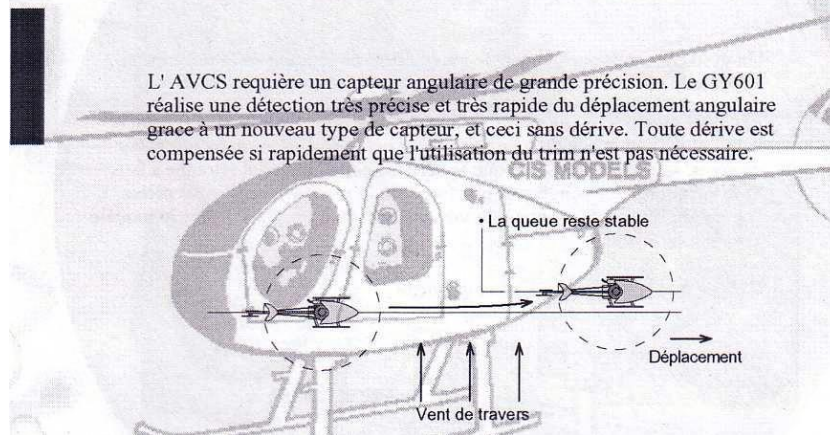 L' AVCS requière un capteur angulaire de grande précision. Le GY601
réalise une détection très précise et très rapide du déplacement angulaire
grace à un nouveau type de capteur, et ceci sans dérive. Toute dérive est
compensée si rapidement que l'utilisation du trim n'est pas nécessaire.
CIS MODELS
• La queue reste stable
Déplacement
Vent de travers